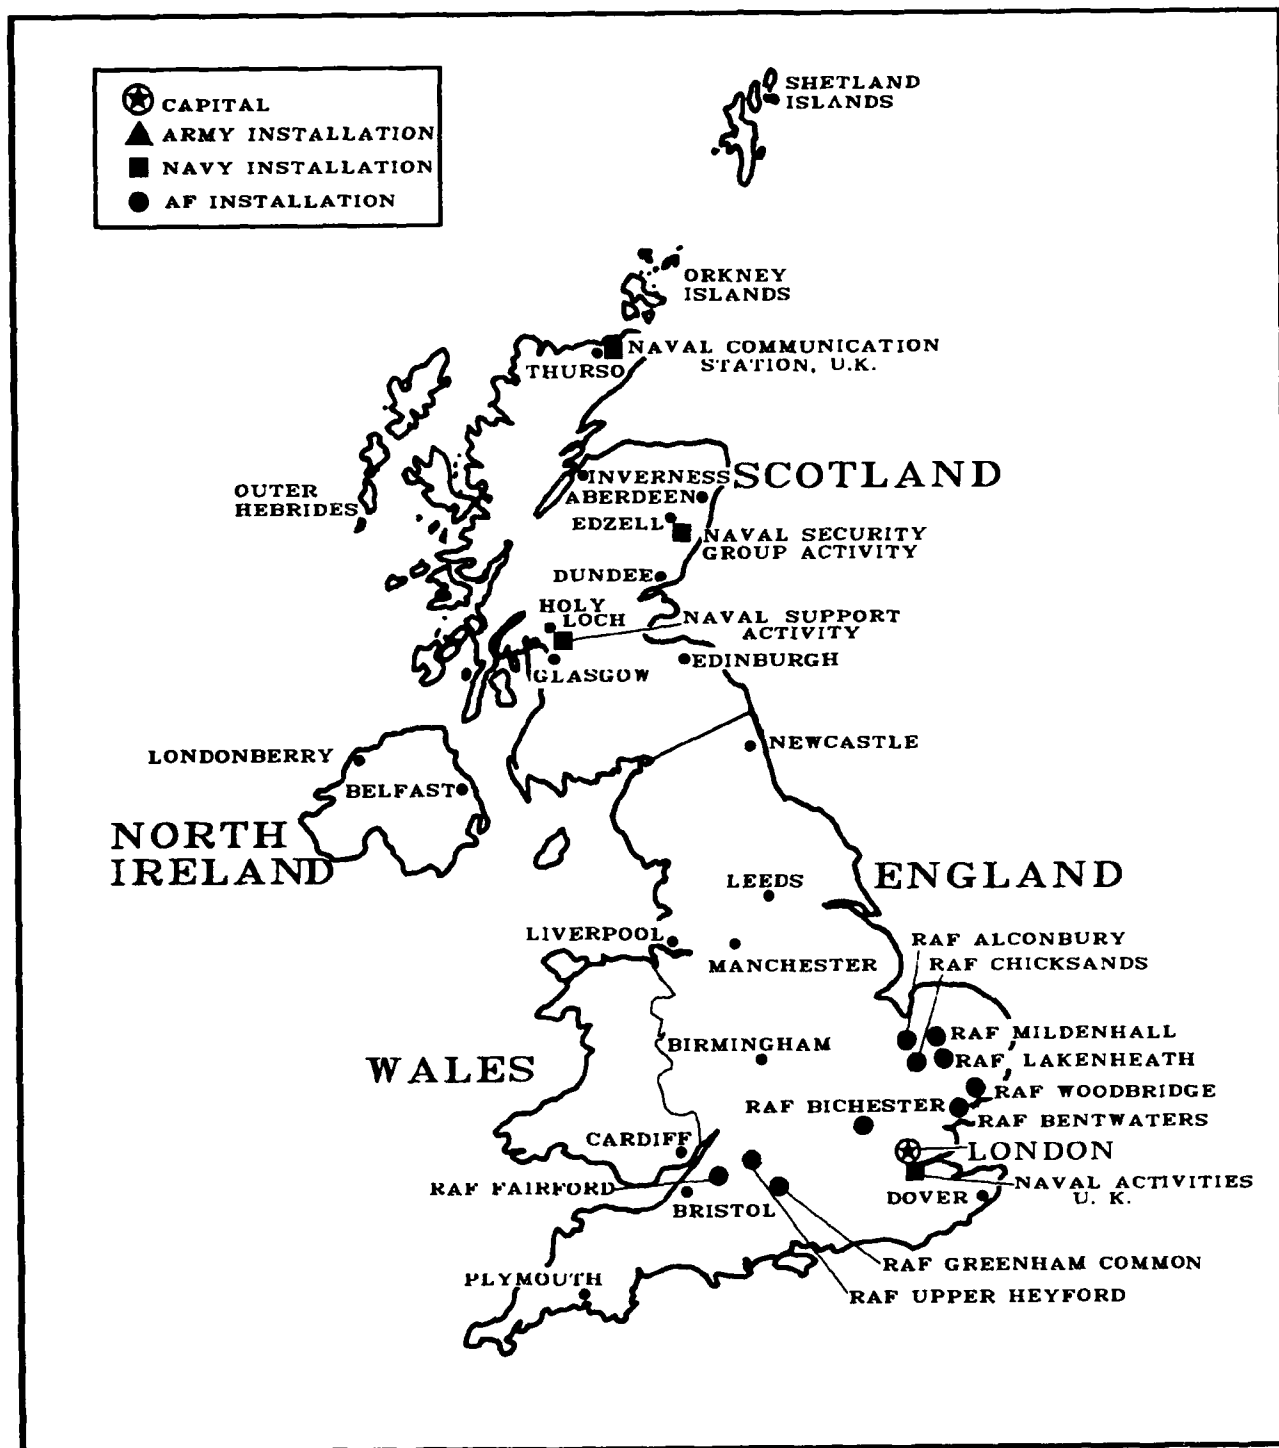 CAPITAL
ARMY INSTALLATION
NAVY INSTALLATION
AF INSTALLATION
SHETLAND
ISLANDS
ORKNEY
ISLANDS
NAVAL COMMUNICATION
STATION, U.K.
THURSO
OUTER
HEBRIDES
INVERNESS
SCOTLAND
ABERDEEN
EDZELL
NAVAL SECURITY
GROUP ACTIVITY
DUNDEE
HOLY
LOCH
NAVAL SUPPORT
ACTIVITY
GLASGOW
EDINBURGH
LONDONBERRY
NEWCASTLE
BELFAST
NORTH
IRELAND
LEEDS
ENGLAND
LIVERPOOL
MANCHESTER
RAF ALCONBURY
RAF CHICKSANDS
RAF MILDENHALL
RAF LAKENHEATH
BIRMINGHAM
WALES
RAF WOODBRIDGE
RAF BICHESTER
RAF BENTWATERS
CARDIFF
LONDON
RAF FAIRFORD
NAVAL ACTIVITIES
U. K.
DOVER
BRISTOL
RAF GREENHAM COMMON
RAF UPPER HEYFORD
PLYMOUTH